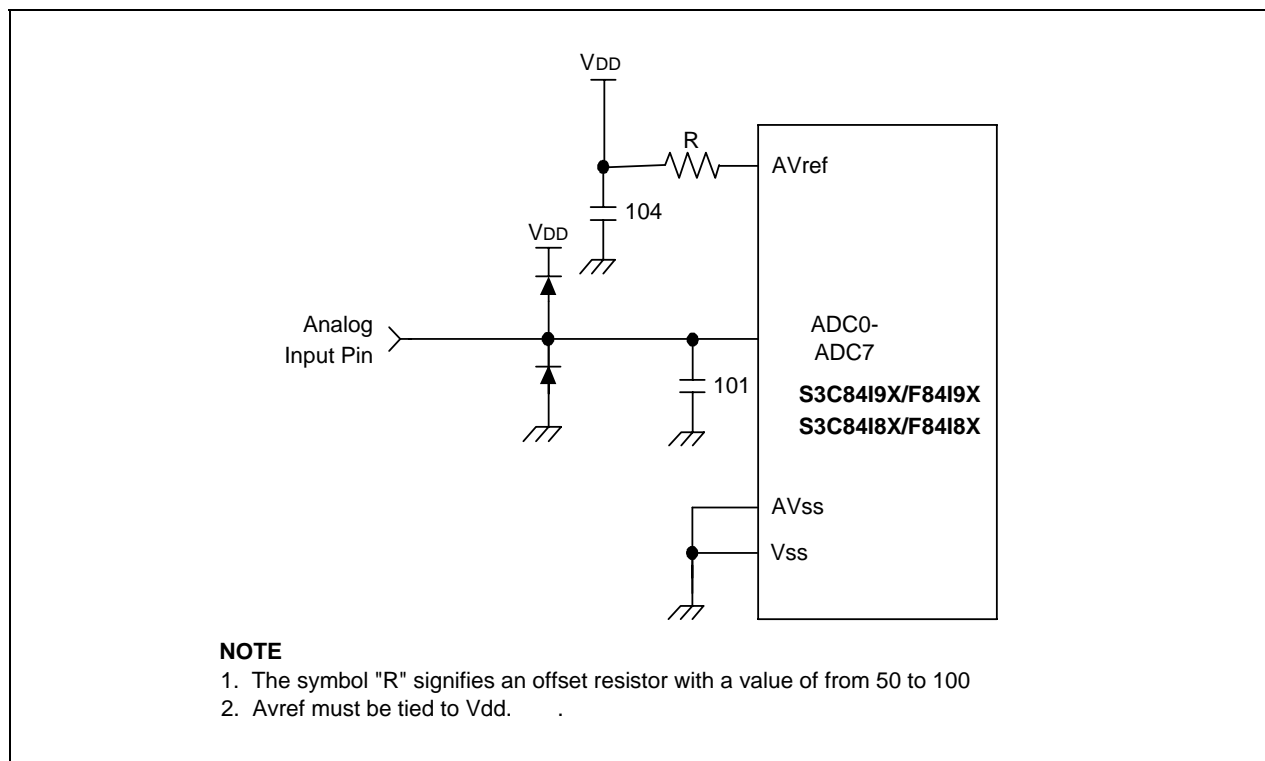 VDD
R
AVref
104
VDD
Analog
Input Pin
ADC0-
ADC7
101
S3C84I9X/F84I9X
S3C84I8X/F84I8X
AVss
Vss
NOTE
1. The symbol "R" signifies an offset resistor with a value of from 50 to 100
2. Avref must be tied to Vdd. .